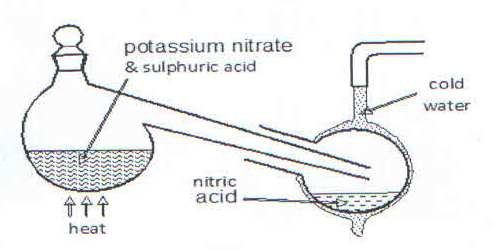 potassium nitrate
& sulphuric acid
cold
water
nitric
acid
heat